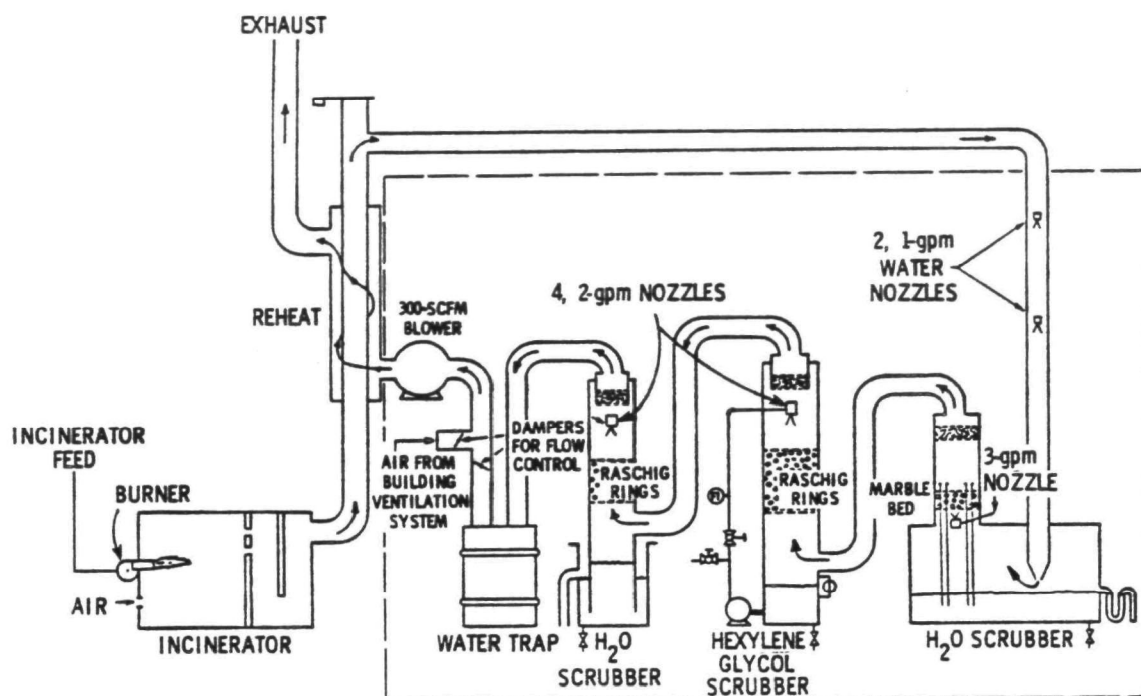 EXHAUST
2, 1-gpm
WATER
NOZZLES
4, 2-gpm NOZZLES
300-SCFM
BLOWER
REHEAT
INCINERATOR
FEED
BURNER
AIR
INCINERATOR
DAMPERS
FOR FLOW
CONTROL
AIR FROM
BUILDING
VENTILATION
SYSTEM
RASCHIG
RINGS
RASCHIG
RINGS
MARBLE
BED
3-gpm
NOZZLE
WATER TRAP
H2O
SCRUBBER
HEXYLENE
GLYCOL
SCRUBBER
H2O SCRUBBER